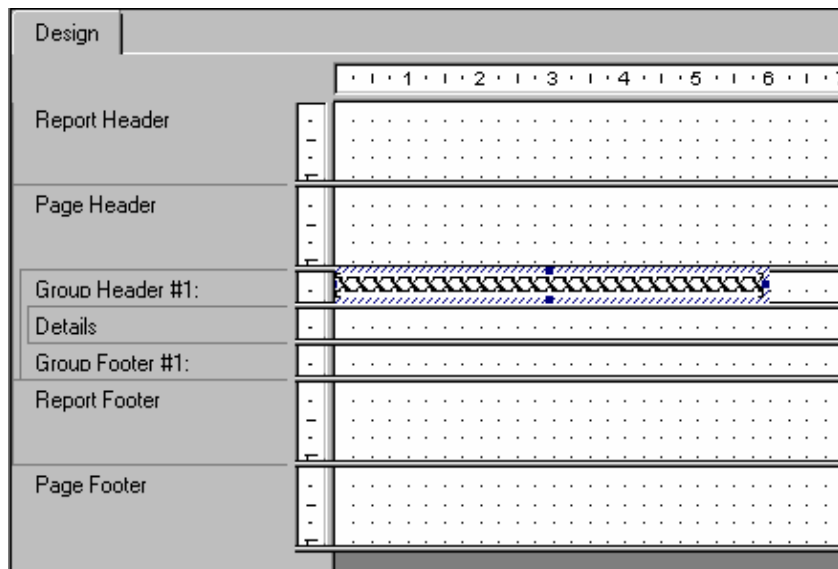 Design
1 2 3 4 5 6
Report Header
Page Header
Group Header #1:
Details
Group Footer #1:
Report Footer
Page Footer